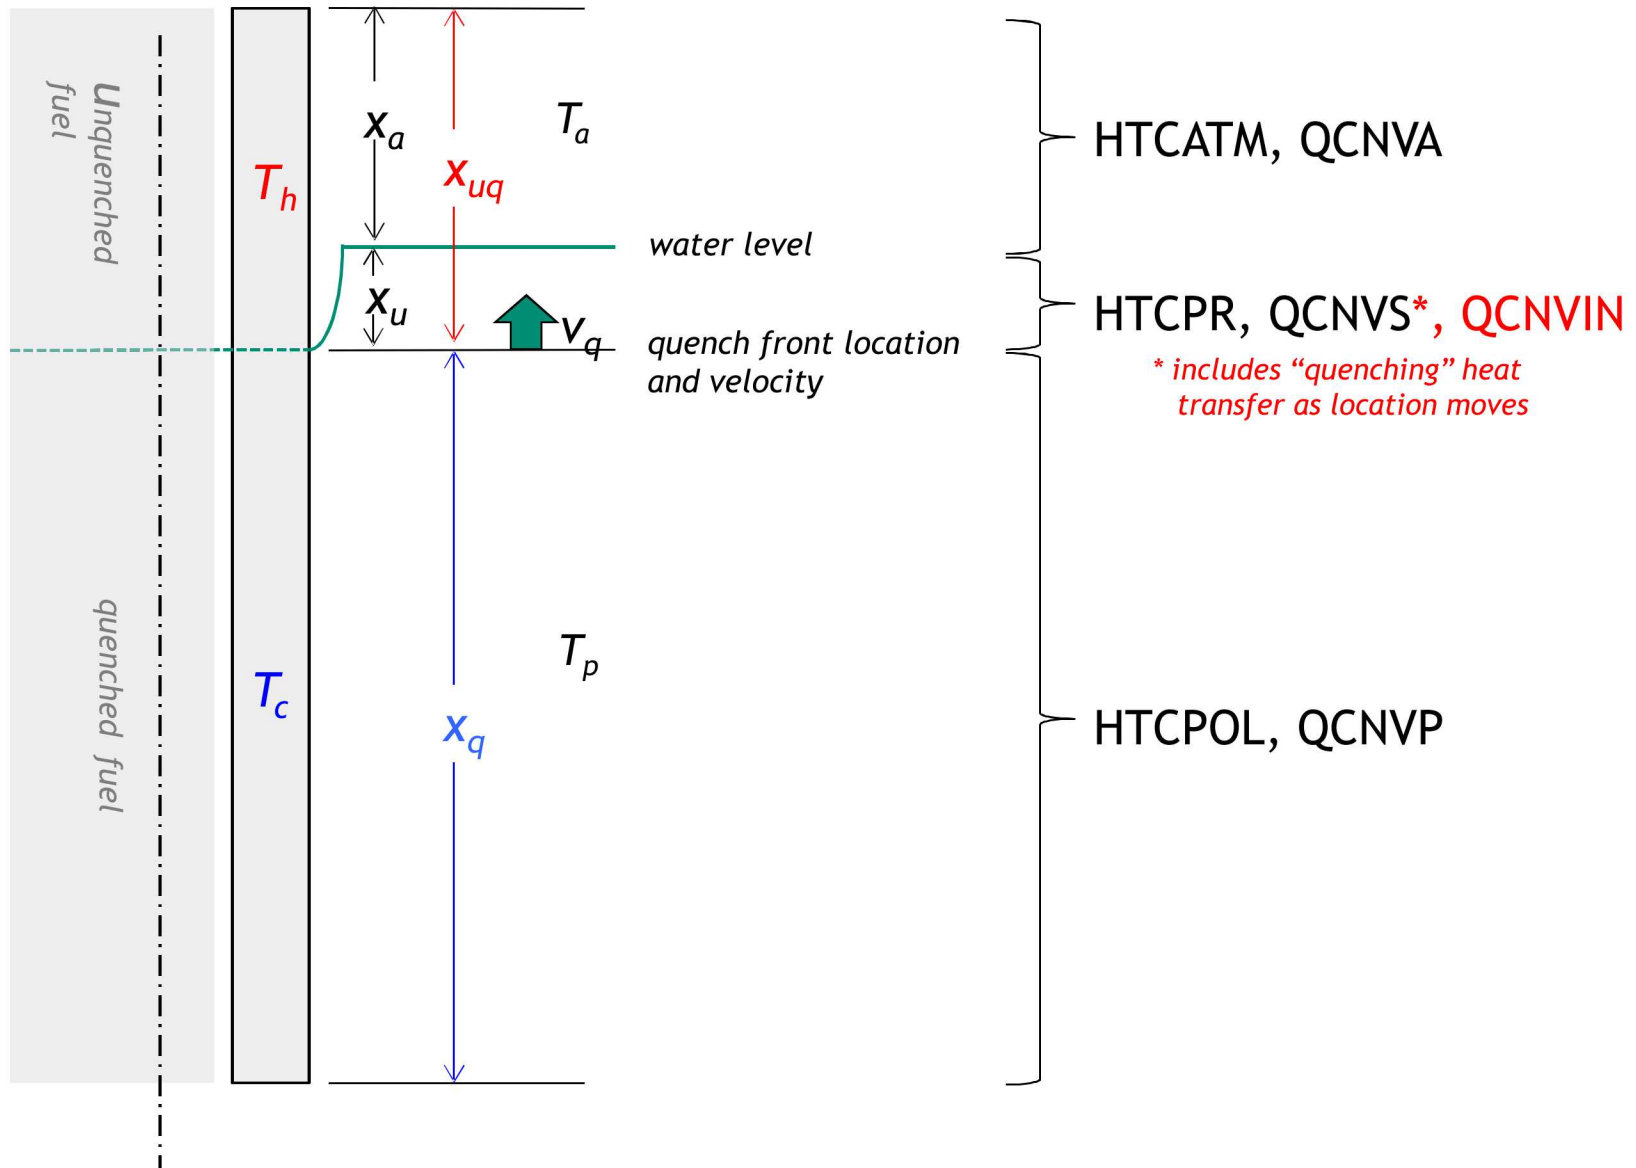 Unquenched
fuel
quenched fuel
Th
Tc
xa
xuq
Ta
water level
xu
vq
quench front location
and velocity
xq
Tp
HTCATM, QCNVA
HTCPR, QCNVS*, QCNVIN
* includes “quenching” heat
transfer as location moves
HTCPOL, QCNVP